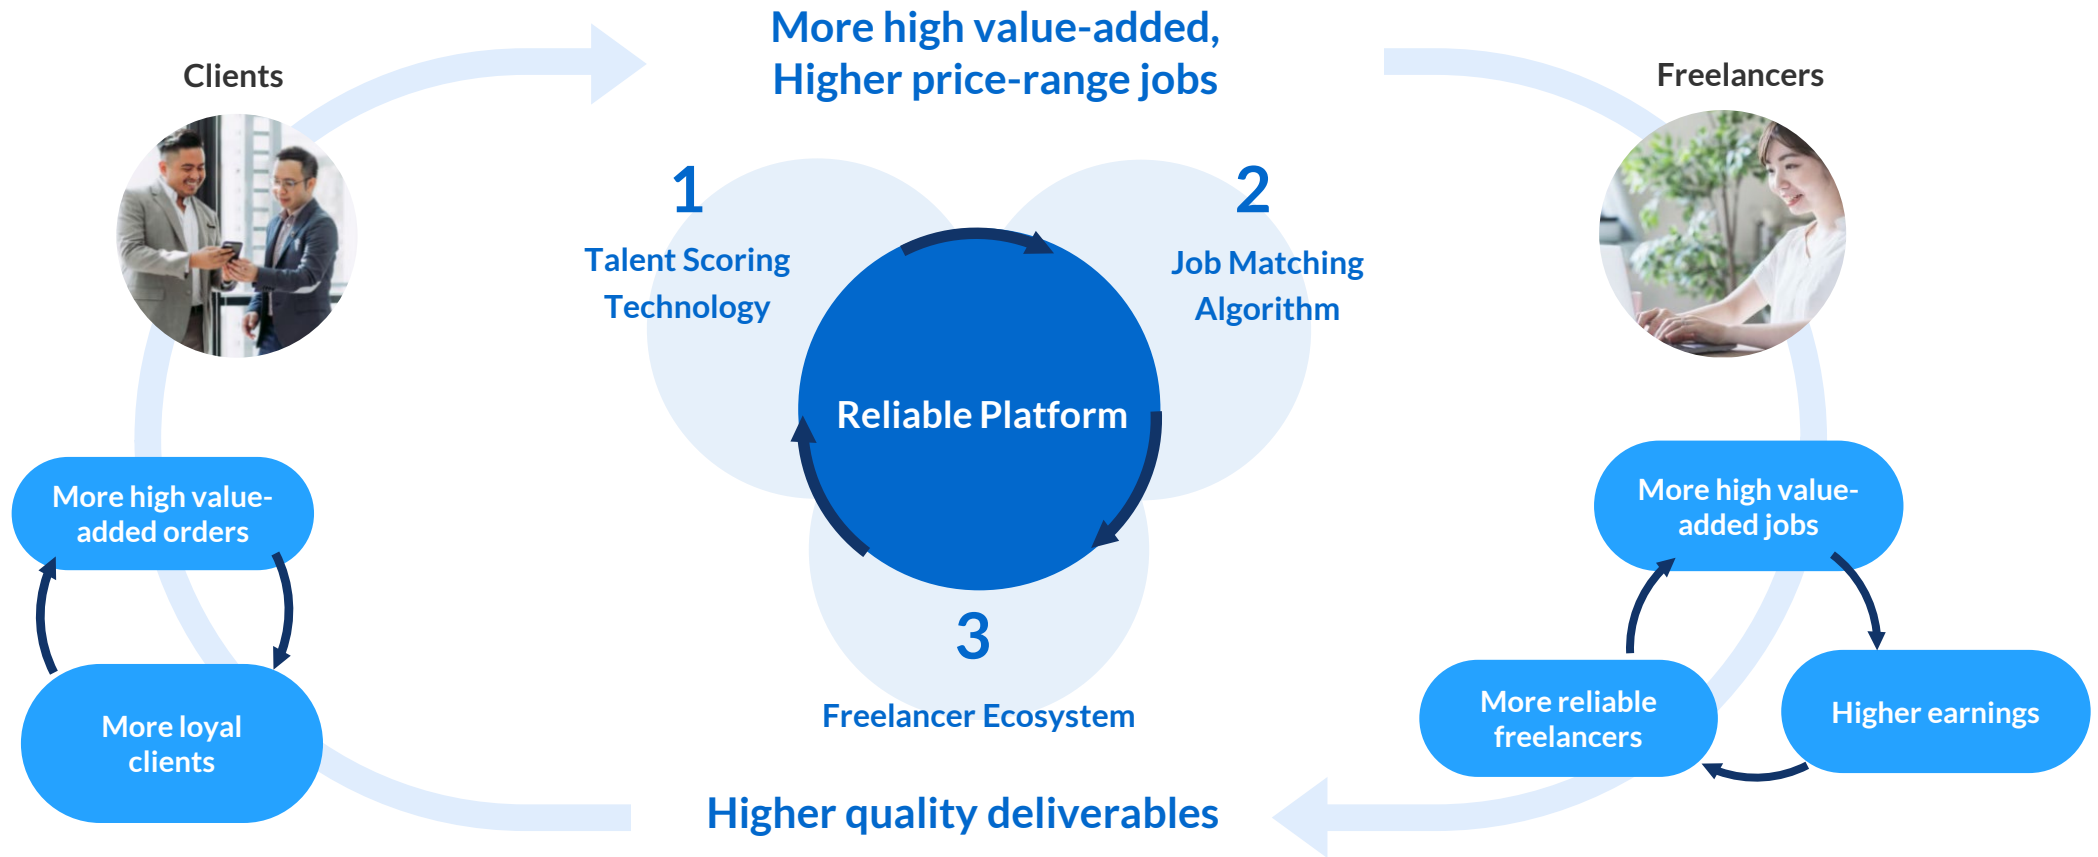 More high value-added,
Higher price-range jobs
Clients
Freelancers
1
Talent Scoring
Technology
2
Job Matching
Algorithm
Reliable Platform
3
Freelancer Ecosystem
More high value-
added orders
More loyal
clients
More high value-
added jobs
Higher earnings
More reliable
freelancers
Higher quality deliverables